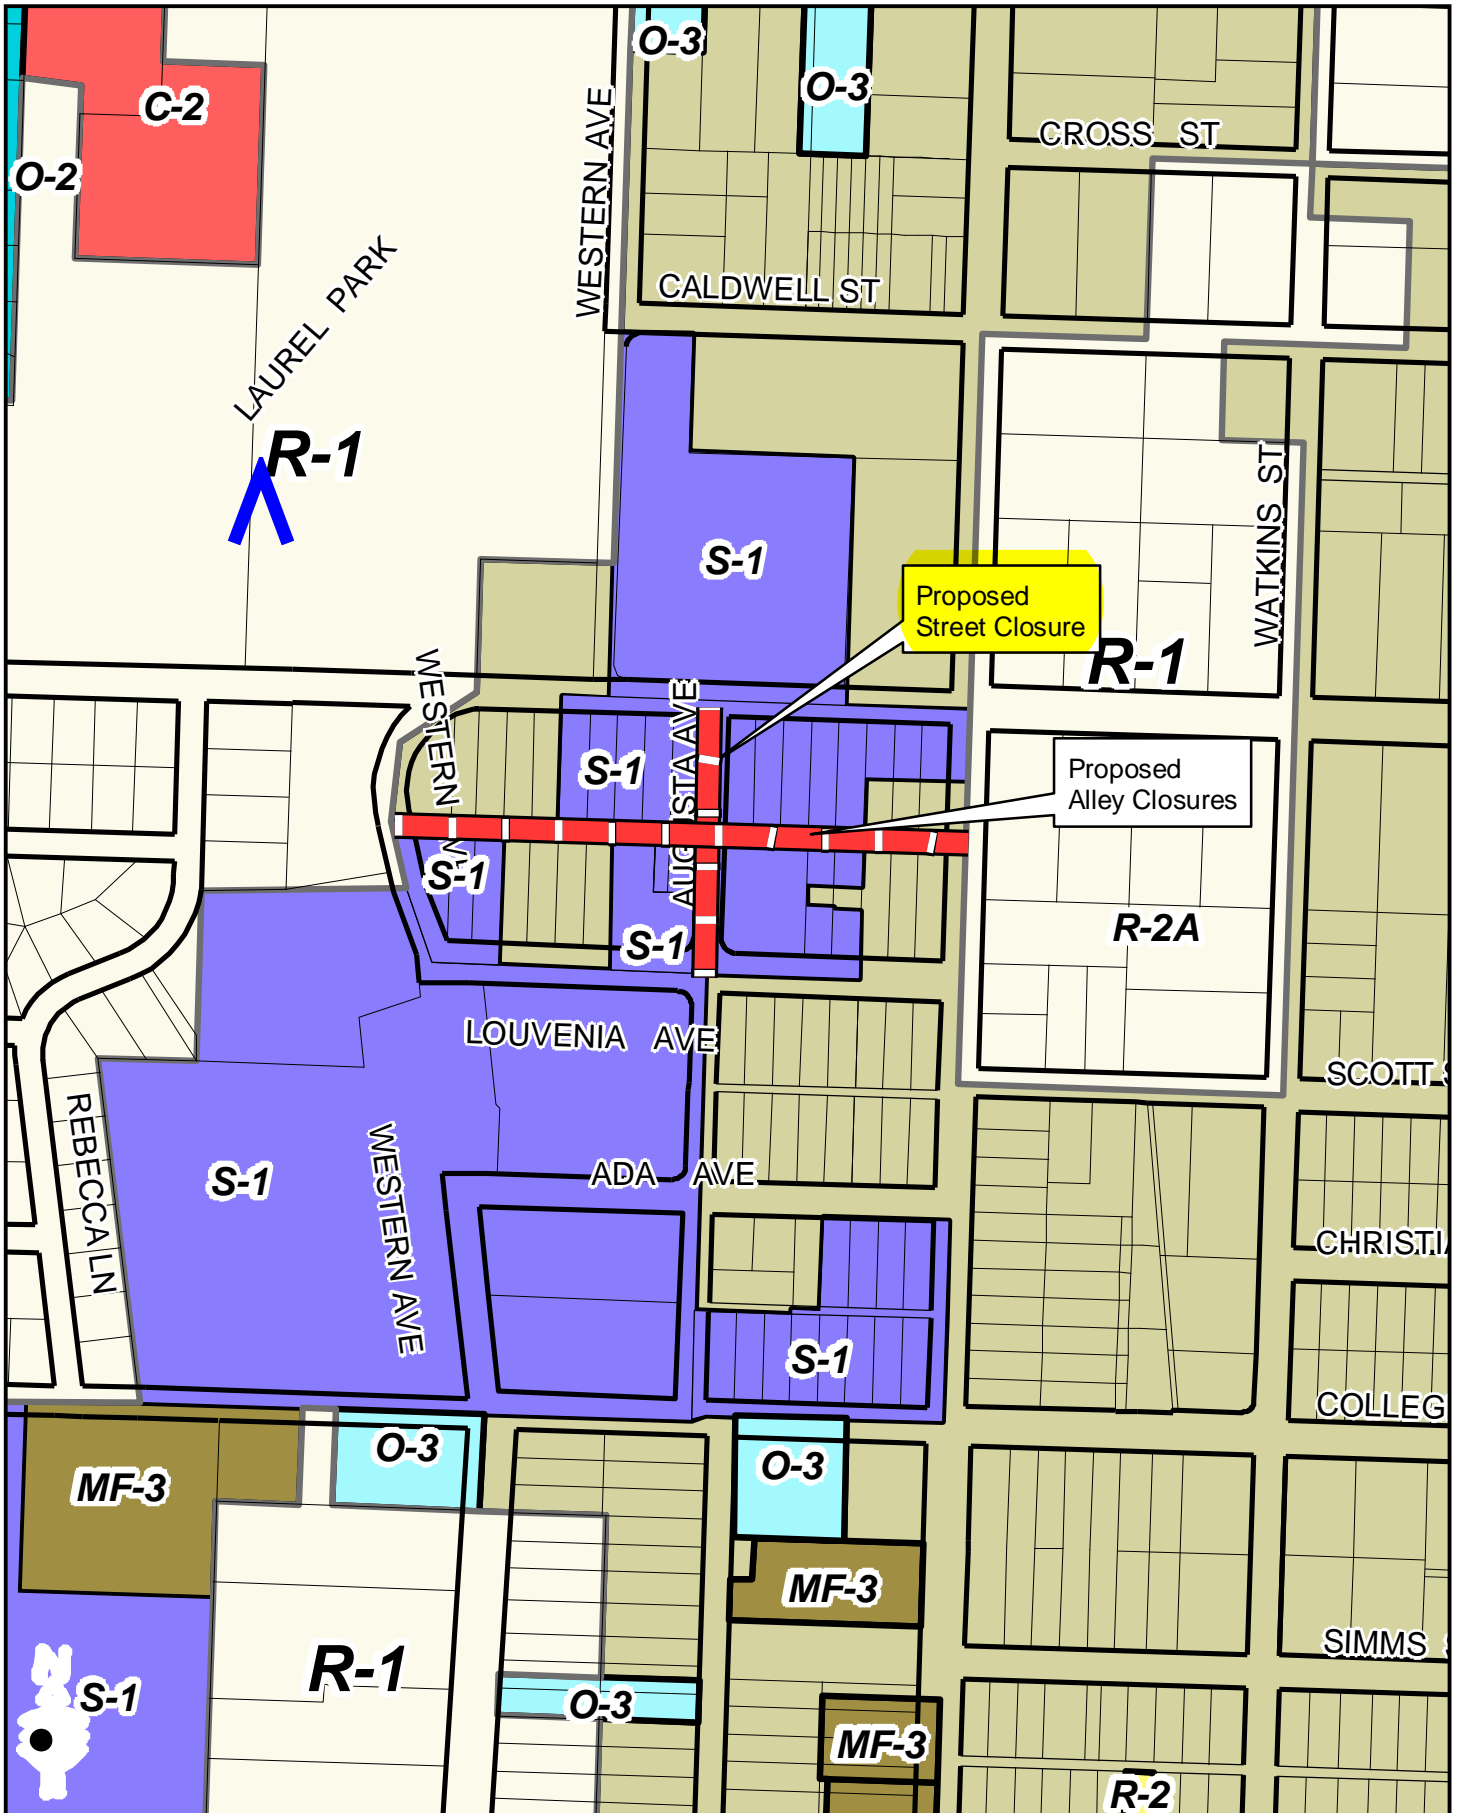 O-3
O-3
C-2
CROSS ST
O-2
WESTERN AVE
LAUREL PARK
CALDWELL ST
R-1
WATKINS ST
S-1
Proposed
Street Closure
R-1
WESTERN
AUGUSTA AVE
S-1
Proposed
Alley Closures
S-1
S-1
R-2A
LOUVENIA AVE
SCOTT
REBECCA LN
WESTERN AVE
S-1
ADA AVE
CHRISTI
S-1
COLLEG
O-3
O-3
MF-3
MF-3
R-1
SIMMS
N
S-1
O-3
MF-3
R-2